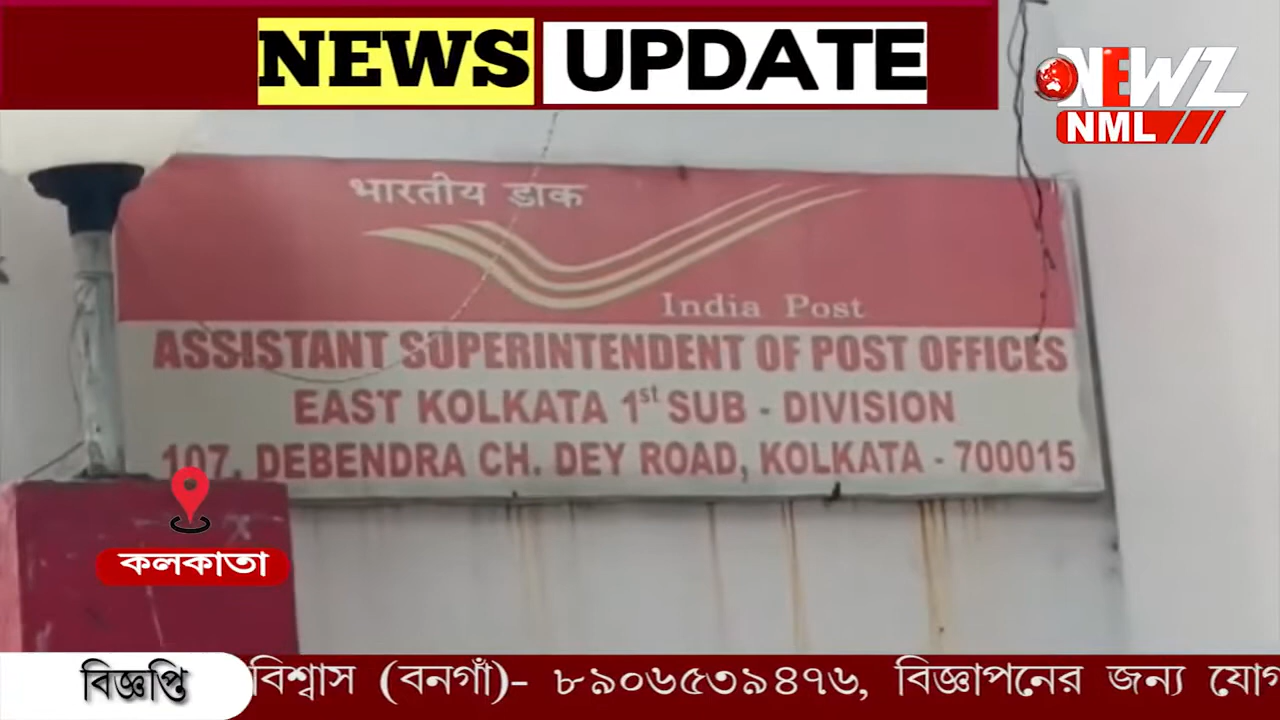 NEWS UPDATE
NEWZ
NML
भारतीय डाक
India Post
ASSISTANT SUPERINTENDENT OF POST OFFICES
EAST KOLKATA 1st SUB - DIVISION
107, DEBENDRA CH. DEY ROAD, KOLKATA - 700015
কলকাতা
বিজ্ঞপ্তি বিশ্বাস (বনগাঁ)- ৮৯০৬৫৩৯৪৭৬, বিজ্ঞাপনের জন্য যোগ